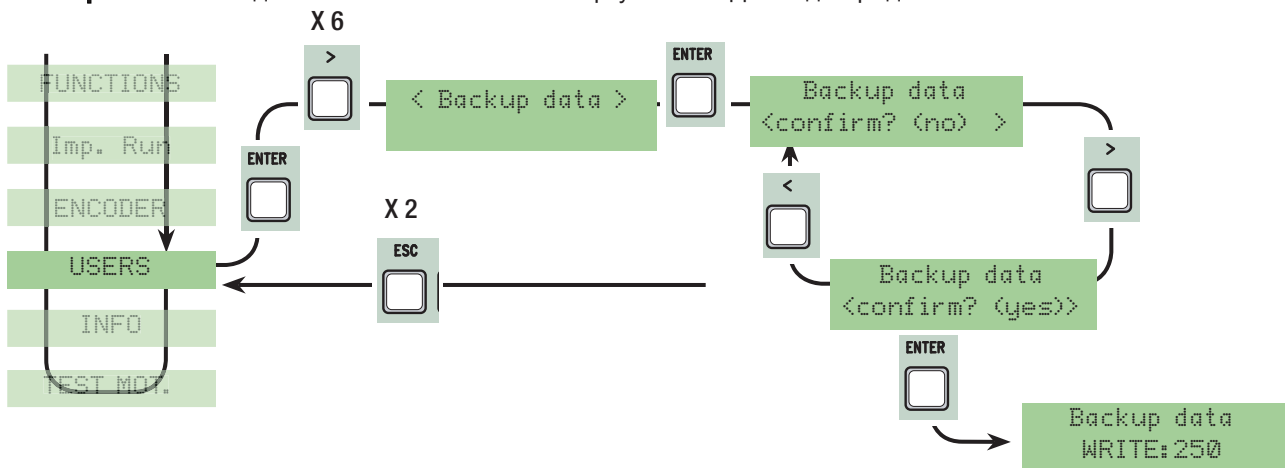 X 6
>
ENTER
FUNCTIONS
< Backup data >
Backup data
<confirm? (no) >
Imp. Run
ENTER
>
<
ENCODER
X 2
ESC
USERS
Backup data
<confirm? (yes)>
INFO
ENTER
TEST MOT.
Backup data
WRITE:250